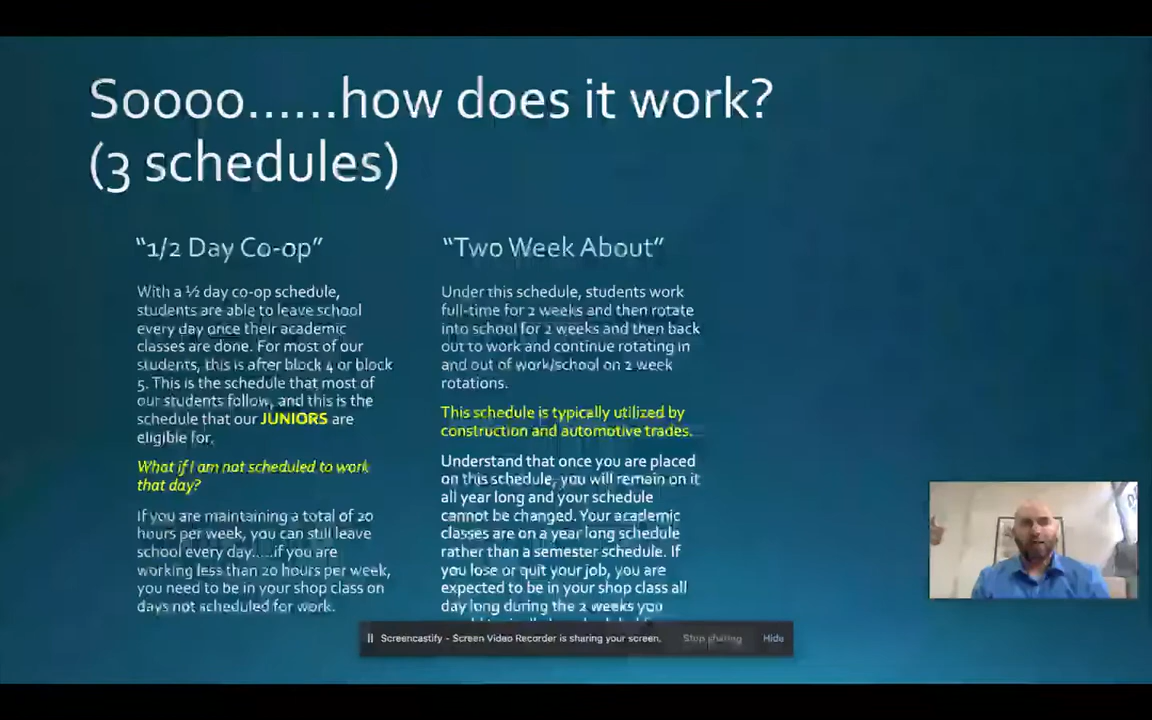 Soooo......how does it work?
(3 schedules)
“1/2 Day Co-op”
With a ½ day co-op schedule,
students are able to leave school
every day once their academic
classes are done. For most of our
students, this is after block 4 or block
5. This is the schedule that most of
our students follow, and this is the
schedule that our JUNIORS are
eligible for.
What if I am not scheduled to work
that day?
If you are maintaining a total of 20
hours per week, you can still leave
school every day.....if you are
working less than 20 hours per week,
you need to be in your shop class on
days not scheduled for work.
“Two Week About”
Under this schedule, students work
full-time for 2 weeks and then rotate
into school for 2 weeks and then back
out to work and continue rotating in
and out of work/school on 2 week
rotations.
This schedule is typically utilized by
construction and automotive trades.
Understand that once you are placed
on this schedule, you will remain on it
all year long and your schedule
cannot be changed. Your academic
classes are on a year long schedule
rather than a semester schedule. If
you lose or quit your job, you are
expected to be in your shop class all
day long during the 2 weeks you
Screencastify - Screen Video Recorder is sharing your screen.
Stop sharing
Hide